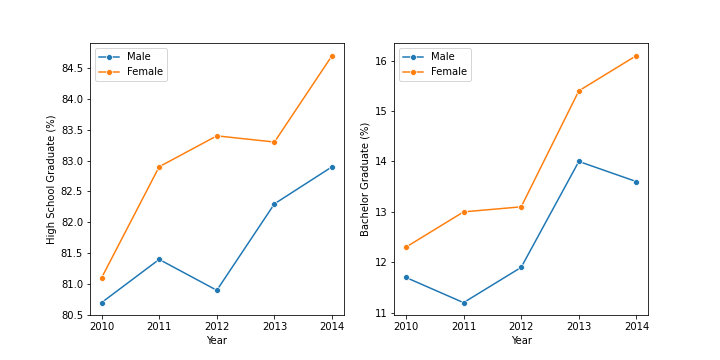 Male
Female
84.5
84.0
83.5
83.0
82.5
82.0
81.5
81.0
80.5
High School Graduate (%)
2010 2011 2012 2013 2014
Year
Male
Female
16
15
14
13
12
11
Bachelor Graduate (%)
2010 2011 2012 2013 2014
Year